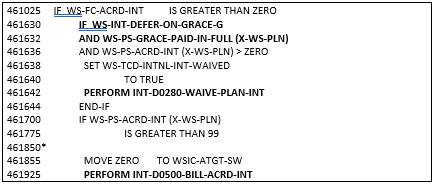 461025 IF WS-FC-ACRD-INT IS GREATER THAN ZERO
461630 IF WS-INT-DEFER-ON-GRACE-G
461632 AND WS-PS-GRACE-PAID-IN-FULL (X-WS-PLN)
461636 AND WS-PS-ACRD-INT (X-WS-PLN) > ZERO
461638 SET WS-TCD-INTNL-INT-WAIVED
461640 TO TRUE
461642 PERFORM INT-D0280-WAIVE-PLAN-INT
461644 END-IF
461700 IF WS-PS-ACRD-INT (X-WS-PLN)
461775 IS GREATER THAN 99
461850*
461855 MOVE ZERO TO WSIC-ATGT-SW
461925 PERFORM INT-D0500-BILL-ACRD-INT